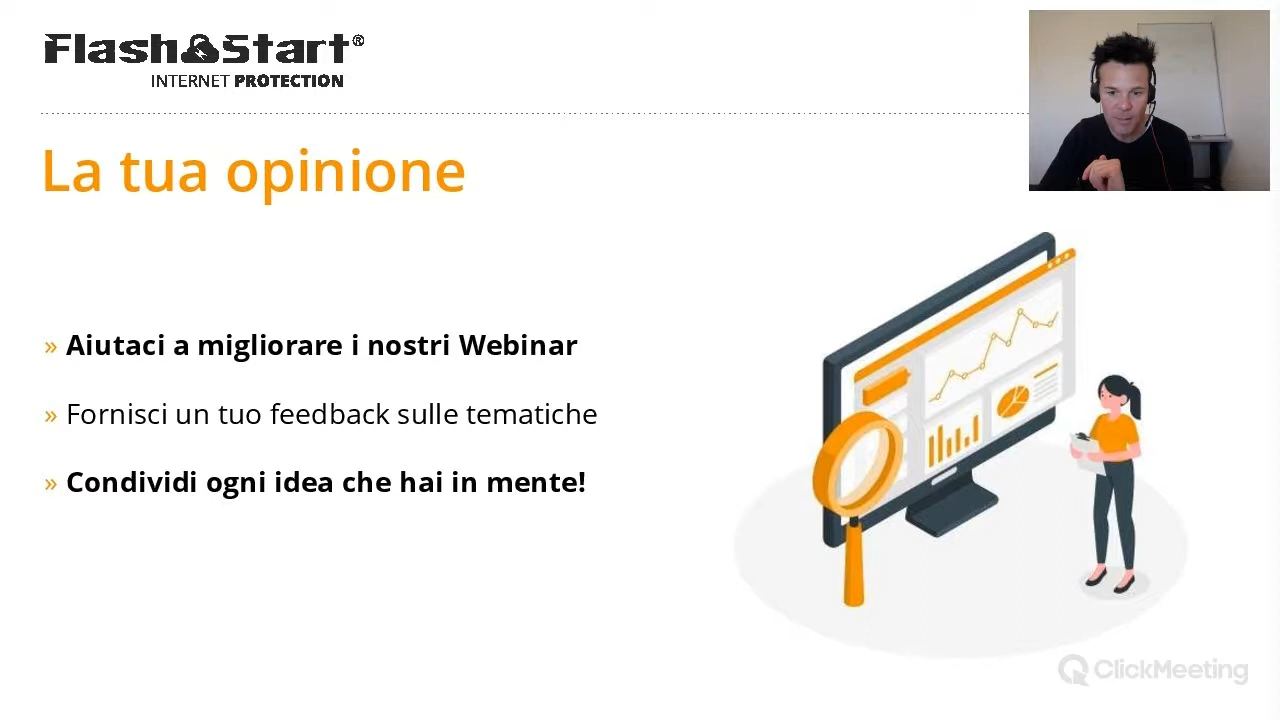 Flash Start®
INTERNET PROTECTION
La tua opinione
» Aiutaci a migliorare i nostri Webinar
» Fornisci un tuo feedback sulle tematiche
» Condividi ogni idea che hai in mente!
ClickMeeting